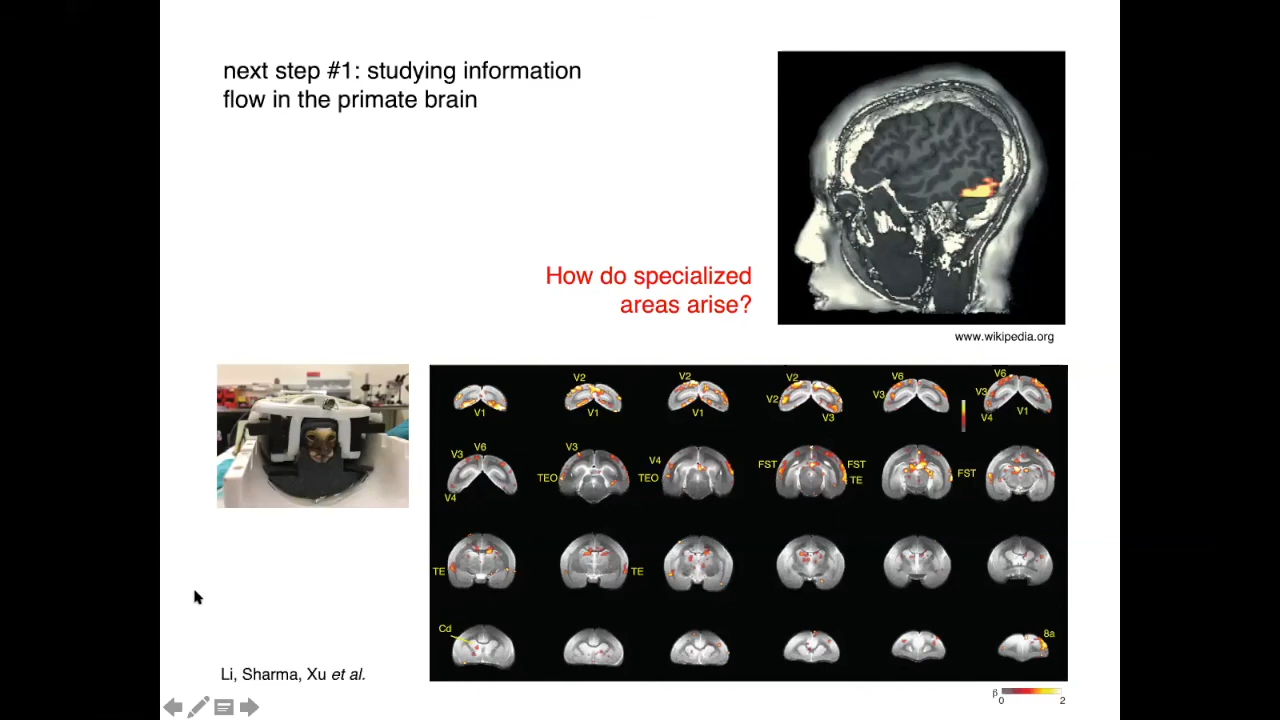 next step #1: studying information
flow in the primate brain
How do specialized
areas arise?
www.wikipedia.org
V2 V2 V2 V6 V6
V2 V3 V3
V1 V1 V1 V3 V4 V1
V3 V6 V3 V4 FST FST FST
TEO TEO TE
V4
TE TE
Cd 8a
Li, Sharma, Xu et al.
β 0 2